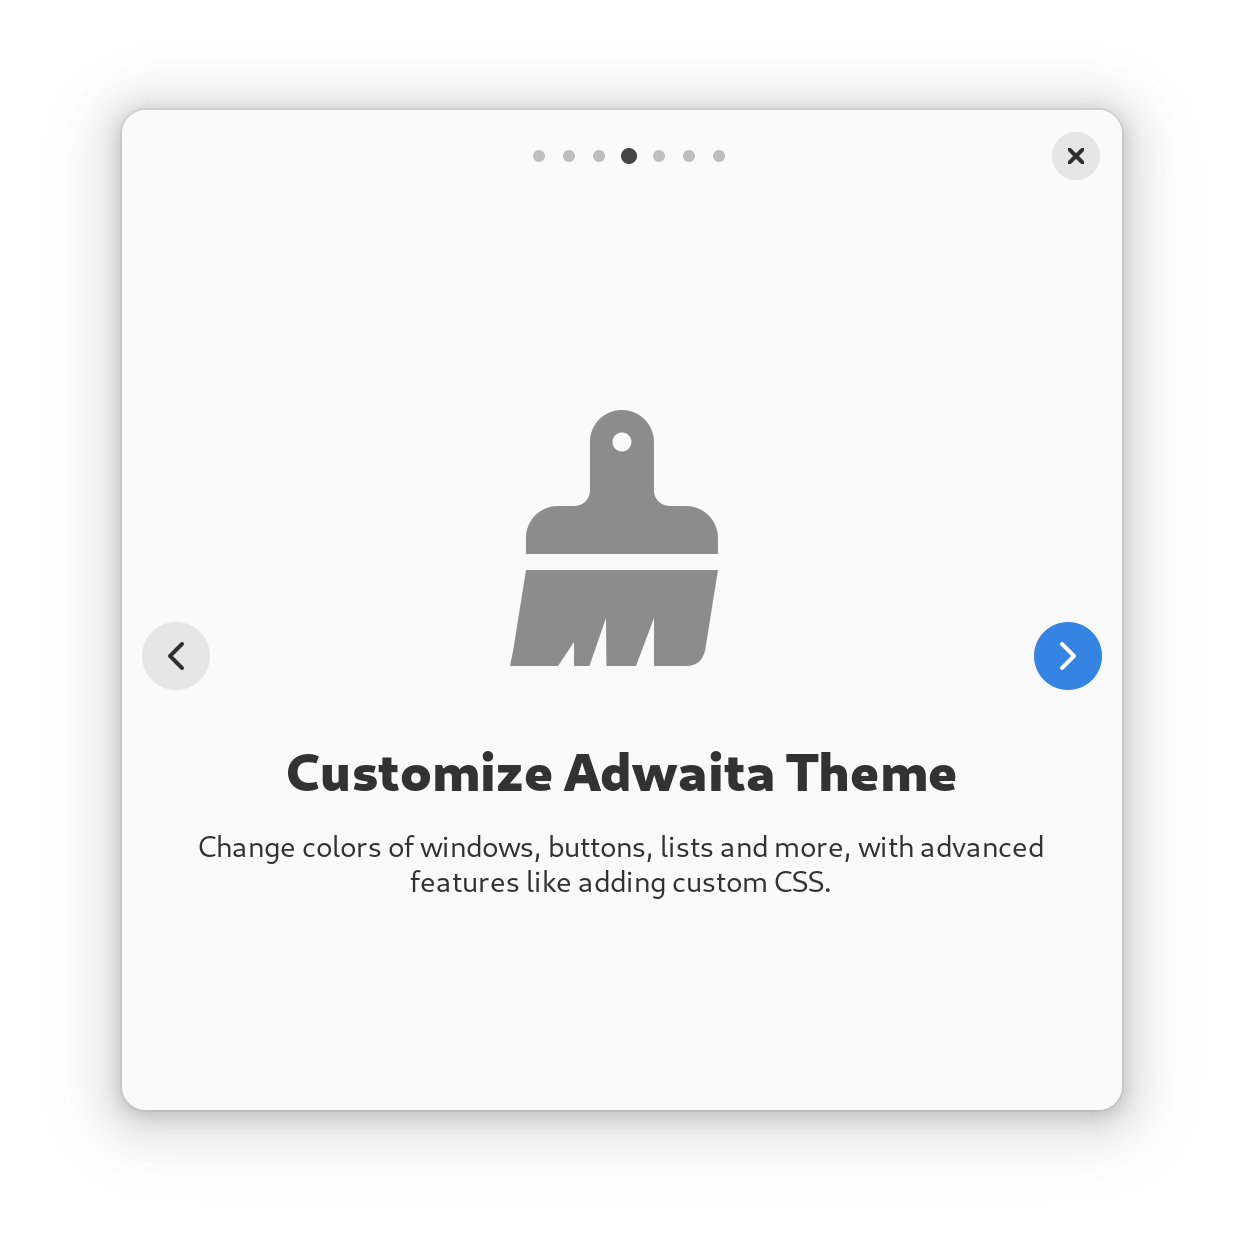 Customize Adwaita Theme
Change colors of windows, buttons, lists and more, with advanced
features like adding custom CSS.